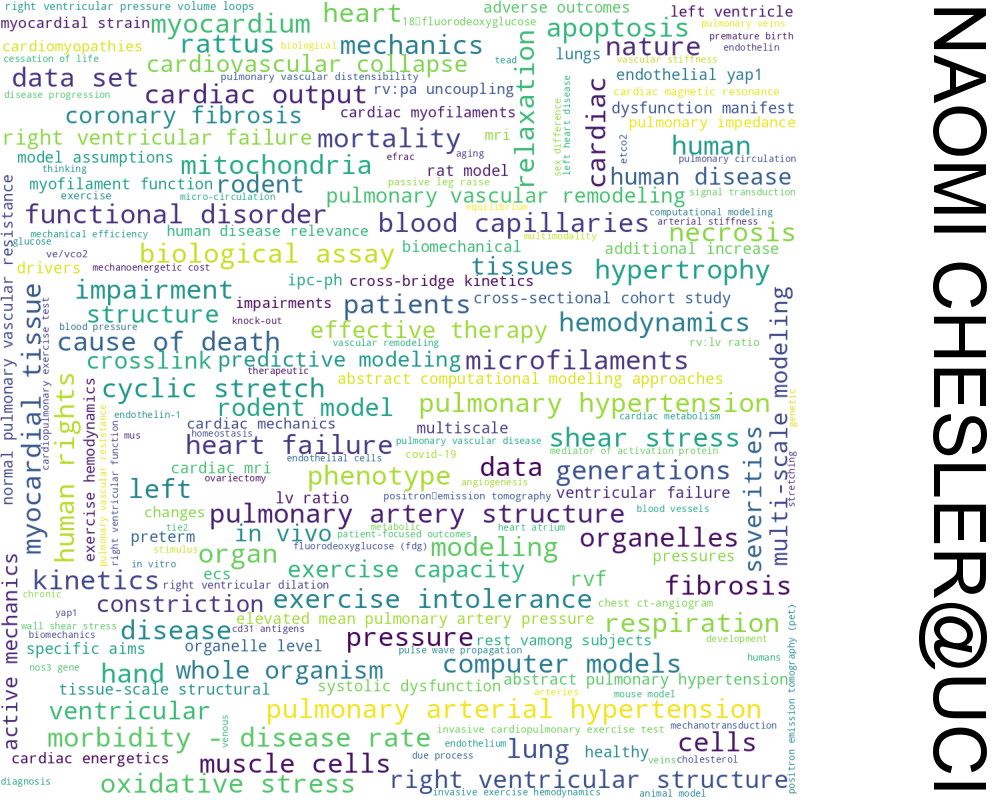 right ventricular pressure volume loops
heart
adverse outcomes
left ventricle
myocardial strain
myocardium
18▯fluorodeoxyglucose
apoptosis
pulmonary veins
premature birth
cardiomyopathies
rattus
biological
mechanics
relaxation
lungs
nature
endothelin
cessation of life
cardiovascular collapse
tead
vascular stiffness
data set
pulmonary vascular distensibility
endothelial yap1
disease progression
cardiac output
rv:pa uncoupling
sex difference
left heart disease
cardiac
cardiac magnetic resonance
coronary fibrosis
cardiac myofilaments
dysfunction manifest
pulmonary impedance
right ventricular failure
mortality
mri
etco2
human
model assumptions
mitochondria
efrac
aging
pulmonary circulation
thinking
rat model
human disease
myofilament function
rodent
passive leg raise
signal transduction
exercise
micro-circulation
pulmonary vascular remodeling
normal pulmonary vascular resistance
functional disorder
equilibrium
blood capillaries
computational modeling
arterial stiffness
mechanical efficiency
human disease relevance
multimodality
necrosis
glucose
ve/vco2
biological assay
biomechanical
additional increase
drivers
mechanoenergetic cost
tissues
hypertrophy
ipc-ph
cross-bridge kinetics
impairment
impairments
patients
cross-sectional cohort study
structure
knock-out
effective therapy
hemodynamics
blood pressure
cause of death
vascular remodeling
rv:lv ratio
myocardial tissue
cardiopulmonary exercise test
crosslink
predictive modeling
microfilaments
multi-scale modeling
therapeutic
abstract computational modeling approaches
human rights
exercise hemodynamics
cyclic stretch
rodent model
pulmonary hypertension
genetic
pulmonary vascular resistance
right ventricular function
endothelin-1
cardiac mechanics
multiscale
cardiac metabolism
mus
homeostasis
heart failure
pulmonary vascular disease
shear stress
endothelial cells
covid-19
mediator of activation protein
cardiac mri
ovariectomy
phenotype
data
generations
severities
stretching
left
angiogenesis
lv ratio
positron▯emission tomography
ventricular failure
changes
pulmonary artery structure
blood vessels
tie2
in vivo
metabolic
patient-focused outcomes
heart atrium
organelles
preterm
stimulus
organ
fluorodeoxyglucose (fdg)
modeling
pressures
in vitro
ecs
exercise capacity
active mechanics
kinetics
right ventricular dilation
rvf
fibrosis
chronic
constriction
exercise intolerance
chest ct-angiogram
yap1
wall shear stress
elevated mean pulmonary artery pressure
respiration
biomechanics
disease
cd31 antigens
pressure
rest vamong subjects
development
specific aims
organelle level
pulse wave propagation
humans
nos3 gene
hand
whole organism
computer models
positron emission tomography (pet)
tissue-scale structural
systolic dysfunction
abstract pulmonary hypertension
arteries
mouse model
ventricular
pulmonary arterial hypertension
venous
invasive cardiopulmonary exercise test
mechanotransduction
morbidity - disease rate
endothelium
lung
healthy
cells
cardiac energetics
muscle cells
due process
veins
cholesterol
diagnosis
oxidative stress
right ventricular structure
invasive exercise hemodynamics
animal model
NAOMI CHESLER@UCI